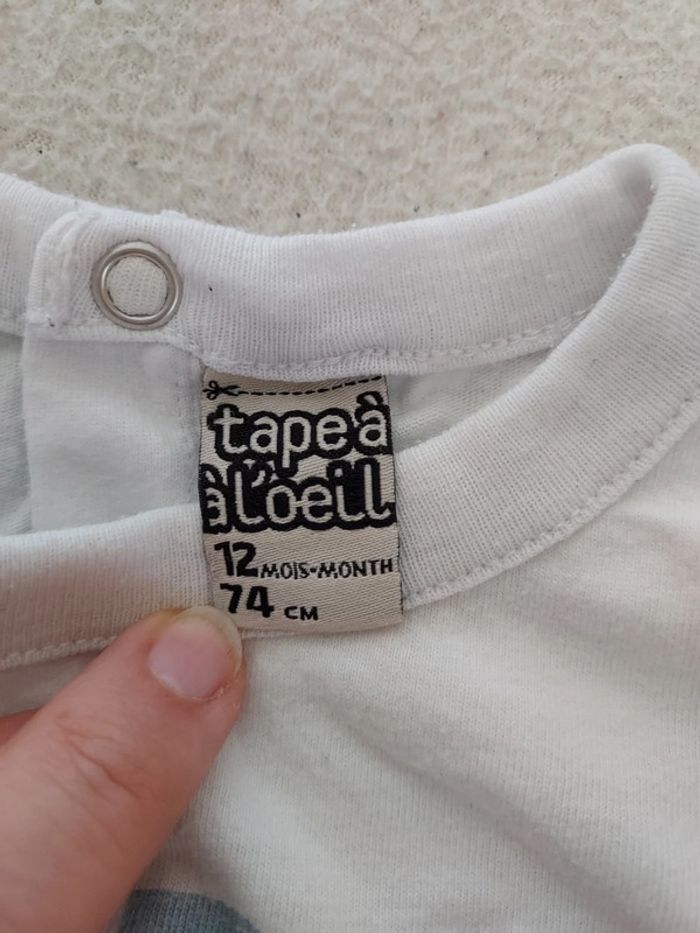 tape à
à l'oeil
12 MOIS-MONTH
74 CM